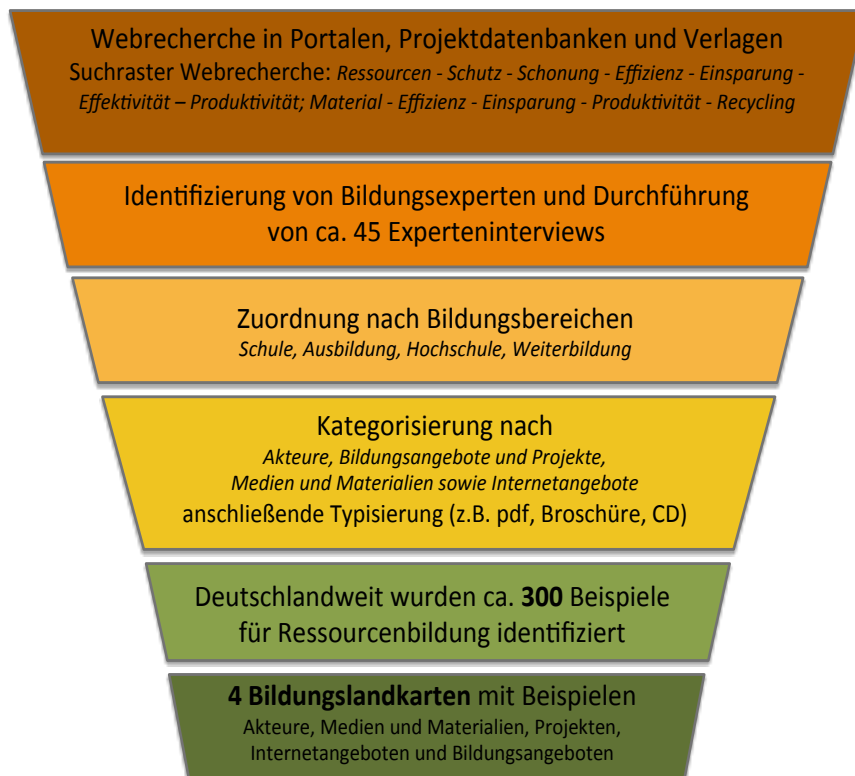 Webrecherche in Portalen, Projektdatenbanken und Verlagen
Suchraster Webrecherche: Ressourcen - Schutz - Schonung - Effizienz - Einsparung -
Effektivität – Produktivität; Material - Effizienz - Einsparung - Produktivität - Recycling
Identifizierung von Bildungsexperten und Durchführung
von ca. 45 Experteninterviews
Zuordnung nach Bildungsbereichen
Schule, Ausbildung, Hochschule, Weiterbildung
Kategorisierung nach
Akteure, Bildungsangebote und Projekte,
Medien und Materialien sowie Internetangebote
anschließende Typisierung (z.B. pdf, Broschüre, CD)
Deutschlandweit wurden ca. 300 Beispiele
für Ressourcenbildung identifiziert
4 Bildungslandkarten mit Beispielen
Akteure, Medien und Materialien, Projekten,
Internetangeboten und Bildungsangeboten